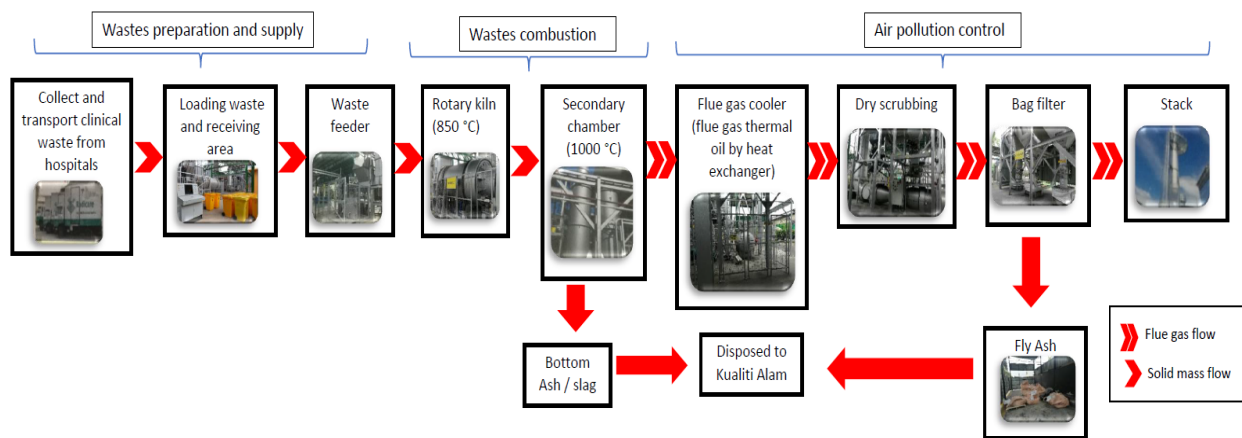 Wastes preparation and supply
Wastes combustion
Air pollution control
Collect and
transport clinical
waste from
hospitals
Loading waste
and receiving
area
Waste
feeder
Rotary kiln
(850 °C)
Secondary
chamber
(1000 °C)
Flue gas cooler
(flue gas thermal
oil by heat
exchanger)
Dry scrubbing
Bag filter
Stack
Bottom
Ash / slag
Disposed to
Kualiti Alam
Fly Ash
Flue gas flow
Solid mass flow